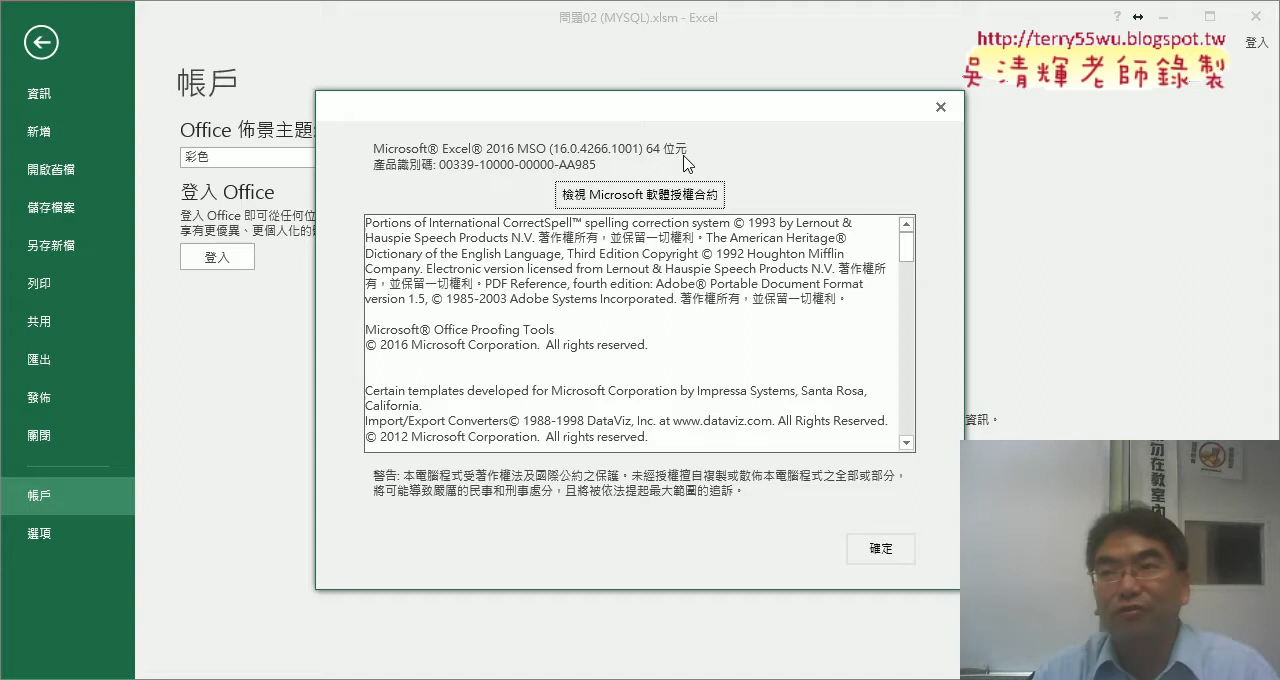 問題02 (MYSQL).xlsm - Excel
?
http://terry55wu.blogspot.tw
登入
吳清輝老師錄製
資訊
新增
開啟舊檔
儲存檔案
另存新檔
列印
共用
匯出
發佈
關閉
帳戶
選項
帳戶
Office 佈景主題
彩色
登入 Office
登入 Office 即可從任何位
享有更優異、更個人化的
登入
Microsoft® Excel® 2016 MSO (16.0.4266.1001) 64 位元
產品識別碼: 00339-10000-00000-AA985
檢視 Microsoft 軟體授權合約
Portions of International CorrectSpell™ spelling correction system © 1993 by Lernout &
Hauspie Speech Products N.V. 著作權所有，並保留一切權利。The American Heritage®
Dictionary of the English Language, Third Edition Copyright © 1992 Houghton Mifflin
Company. Electronic version licensed from Lernout & Hauspie Speech Products N.V. 著作權所
有，並保留一切權利。PDF Reference, fourth edition: Adobe® Portable Document Format
version 1.5, © 1985-2003 Adobe Systems Incorporated. 著作權所有，並保留一切權利。
Microsoft® Office Proofing Tools
© 2016 Microsoft Corporation.  All rights reserved.
Certain templates developed for Microsoft Corporation by Impressa Systems, Santa Rosa,
California.
Import/Export Converters© 1988-1998 DataViz, Inc. at www.dataviz.com. All Rights Reserved.
© 2012 Microsoft Corporation.  All rights reserved.
警告: 本電腦程式受著作權法及國際公約之保護。未經授權擅自複製或散佈本電腦程式之全部或部分，
將可能導致嚴厲的民事和刑事處分，且將被依法提起最大範圍的追訴。
確定
資訊。
勿在教室內